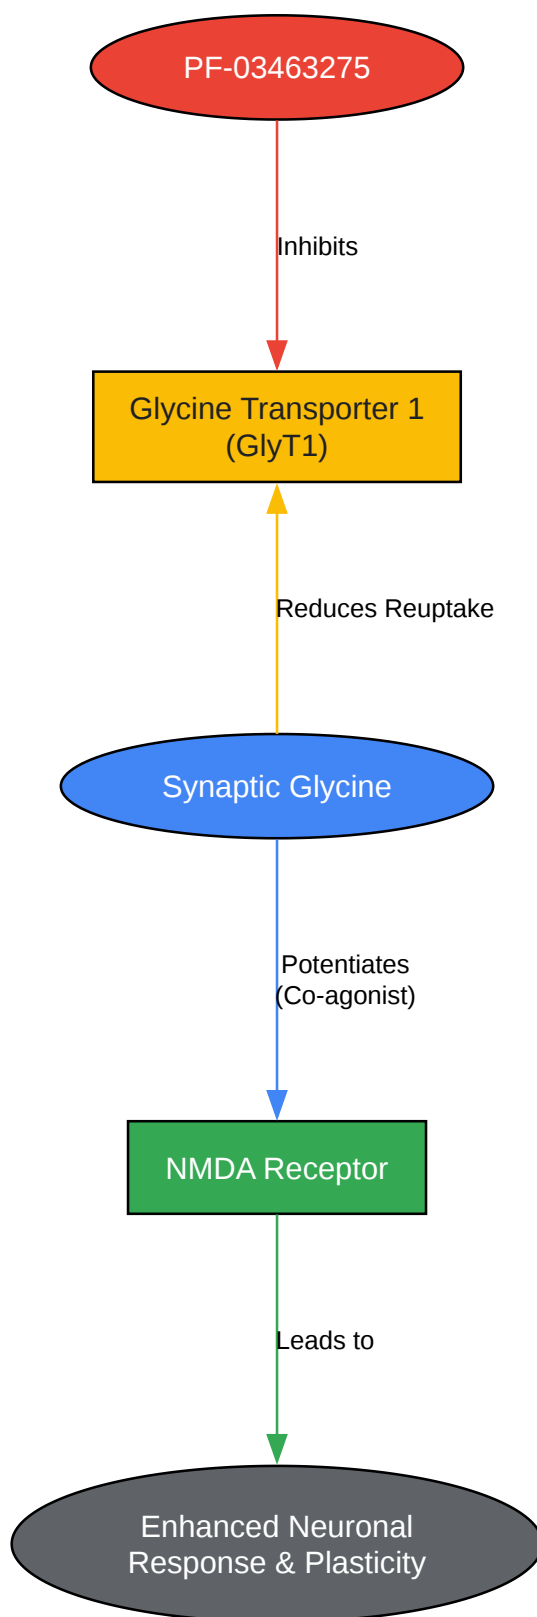 PF-03463275
Inhibits
Glycine Transporter 1
(GlyT1)
Reduces Reuptake
Synaptic Glycine
Potentiates
(Co-agonist)
NMDA Receptor
Leads to
Enhanced Neuronal
Response & Plasticity